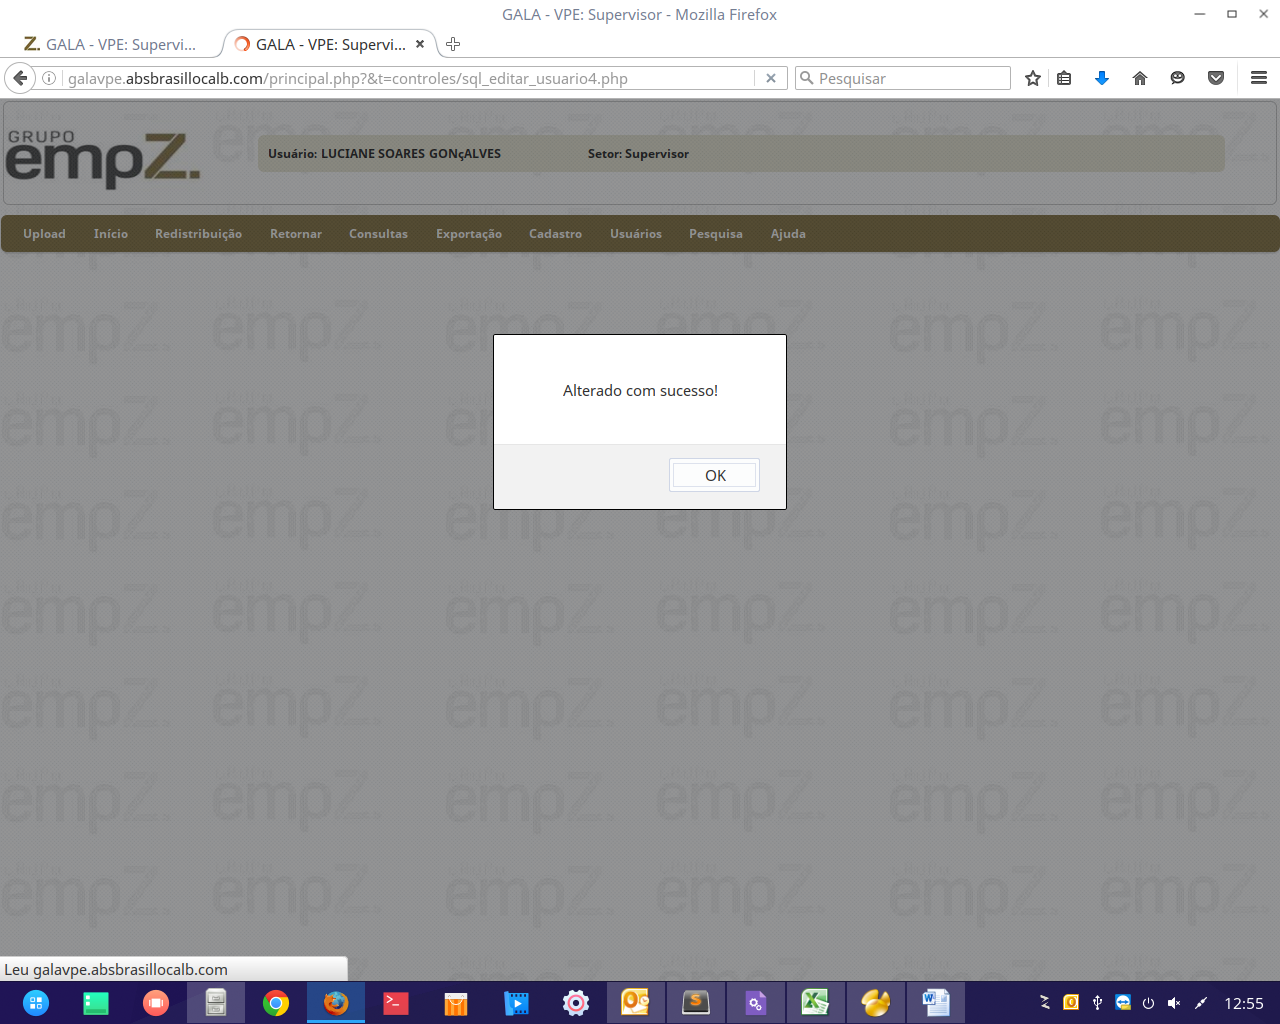 GALA - VPE: Supervisor - Mozilla Firefox
GALA - VPE: Supervi...
GALA - VPE: Supervi...
galavpe.absbrasillocalb.com/principal.php?&t=controles/sql_editar_usuario4.php
Pesquisar
GRUPO
empZ.
Usuário: LUCIANE SOARES GONçALVES
Setor: Supervisor
Upload
Início
Redistribuição
Retornar
Consultas
Exportação
Cadastro
Usuários
Pesquisa
Ajuda
Alterado com sucesso!
OK
Leu galavpe.absbrasillocalb.com
12:55